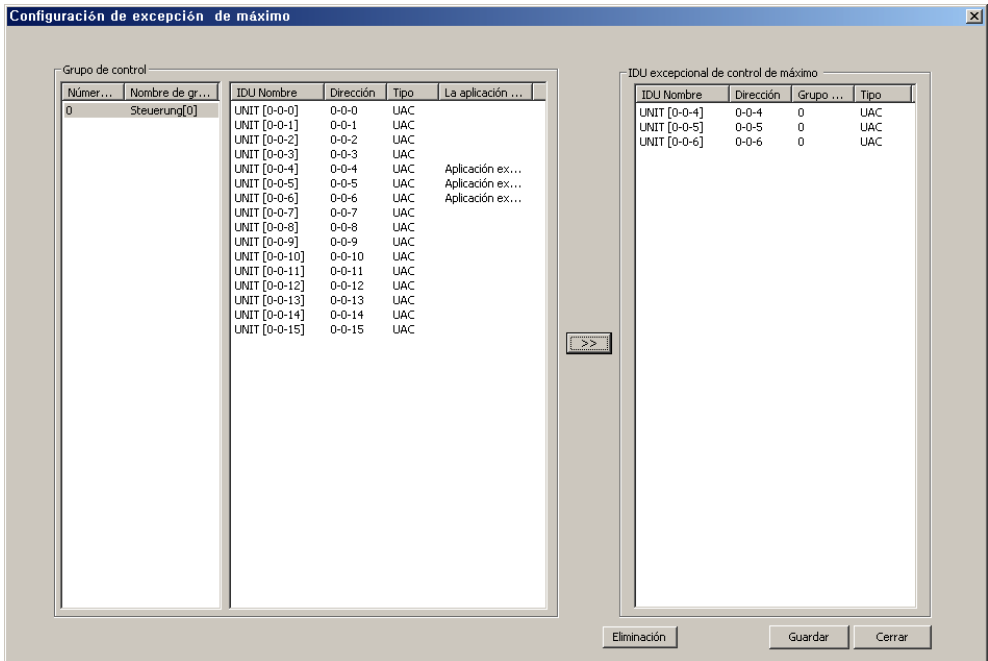 Configuración de excepción de máximo
Grupo de control
Númer... Nombre de gr...
0 Steuerung[0]
IDU Nombre Dirección Tipo La aplicación ...
UNIT [0-0-0] 0-0-0 UAC
UNIT [0-0-1] 0-0-1 UAC
UNIT [0-0-2] 0-0-2 UAC
UNIT [0-0-3] 0-0-3 UAC
UNIT [0-0-4] 0-0-4 UAC Aplicación ex...
UNIT [0-0-5] 0-0-5 UAC Aplicación ex...
UNIT [0-0-6] 0-0-6 UAC Aplicación ex...
UNIT [0-0-7] 0-0-7 UAC
UNIT [0-0-8] 0-0-8 UAC
UNIT [0-0-9] 0-0-9 UAC
UNIT [0-0-10] 0-0-10 UAC
UNIT [0-0-11] 0-0-11 UAC
UNIT [0-0-12] 0-0-12 UAC
UNIT [0-0-13] 0-0-13 UAC
UNIT [0-0-14] 0-0-14 UAC
UNIT [0-0-15] 0-0-15 UAC
>>
IDU excepcional de control de máximo
IDU Nombre Dirección Grupo ... Tipo
UNIT [0-0-4] 0-0-4 0 UAC
UNIT [0-0-5] 0-0-5 0 UAC
UNIT [0-0-6] 0-0-6 0 UAC
Eliminación Guardar Cerrar